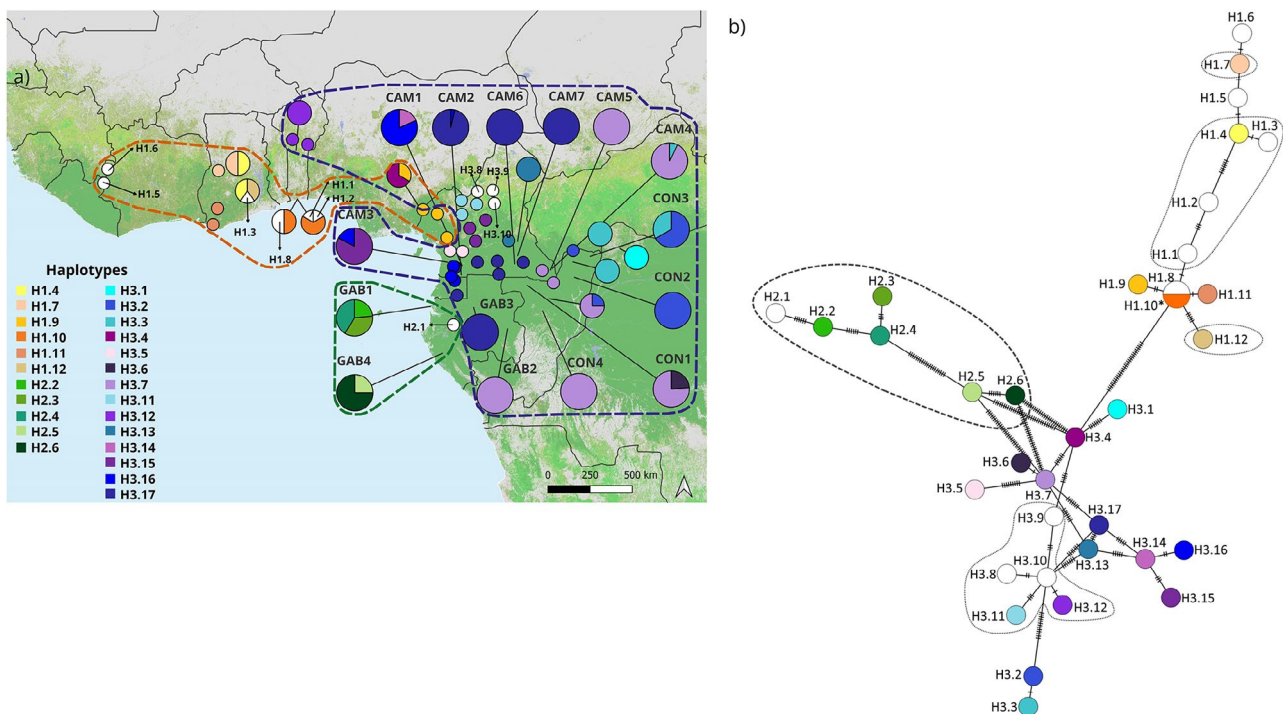 a)
CAM1
CAM2
CAM6
CAM7
CAM5
CAM4
CON3
H1.6
H1.5
H1.3
H1.1
H1.2
H1.8
H3.8
H3.9
H3.10
CAM3
GAB1
H2.1
GAB3
CON2
GAB4
GAB2
CON4
CON1
Haplotypes
H1.4
H1.7
H1.9
H1.10
H1.11
H1.12
H2.2
H2.3
H2.4
H2.5
H2.6
H3.1
H3.2
H3.3
H3.4
H3.5
H3.6
H3.7
H3.11
H3.12
H3.13
H3.14
H3.15
H3.16
H3.17
0 250 500 km
b)
H1.6
H1.7
H1.5
H1.4
H1.3
H1.2
H1.1
H1.9
H1.8
H1.10*
H1.11
H1.12
H2.1
H2.2
H2.3
H2.4
H2.5
H2.6
H3.1
H3.4
H3.6
H3.5
H3.7
H3.9
H3.17
H3.10
H3.13
H3.14
H3.16
H3.8
H3.15
H3.11
H3.12
H3.2
H3.3